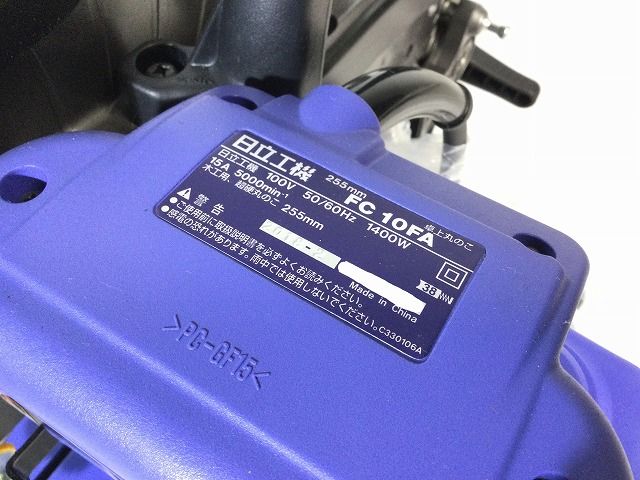 日立工機 255mm FC 10FA 卓上丸のこ
日立工機 100V 50/60Hz 1400W
15A 5000min⁻¹
木工用, 超硬丸のこ 255mm
警告
●ご使用前に取扱説明書を必ずよくお読みください。
●感電の恐れがあります。雨中では使用しないでください。
38
Made in China
C330106A
>PC-GF15<